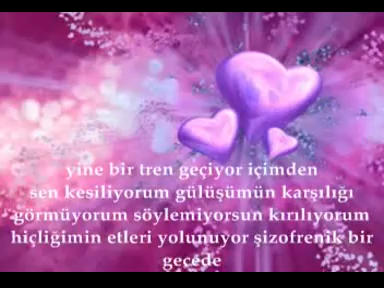 yine bir tren geçiyor içimden
sen kesiliyorum gülüşümün karşılığı
görmüyorum söylemiyorsun kırılıyorum
hiçliğimin etleri yolunuyor şizofrenik bir
gecede